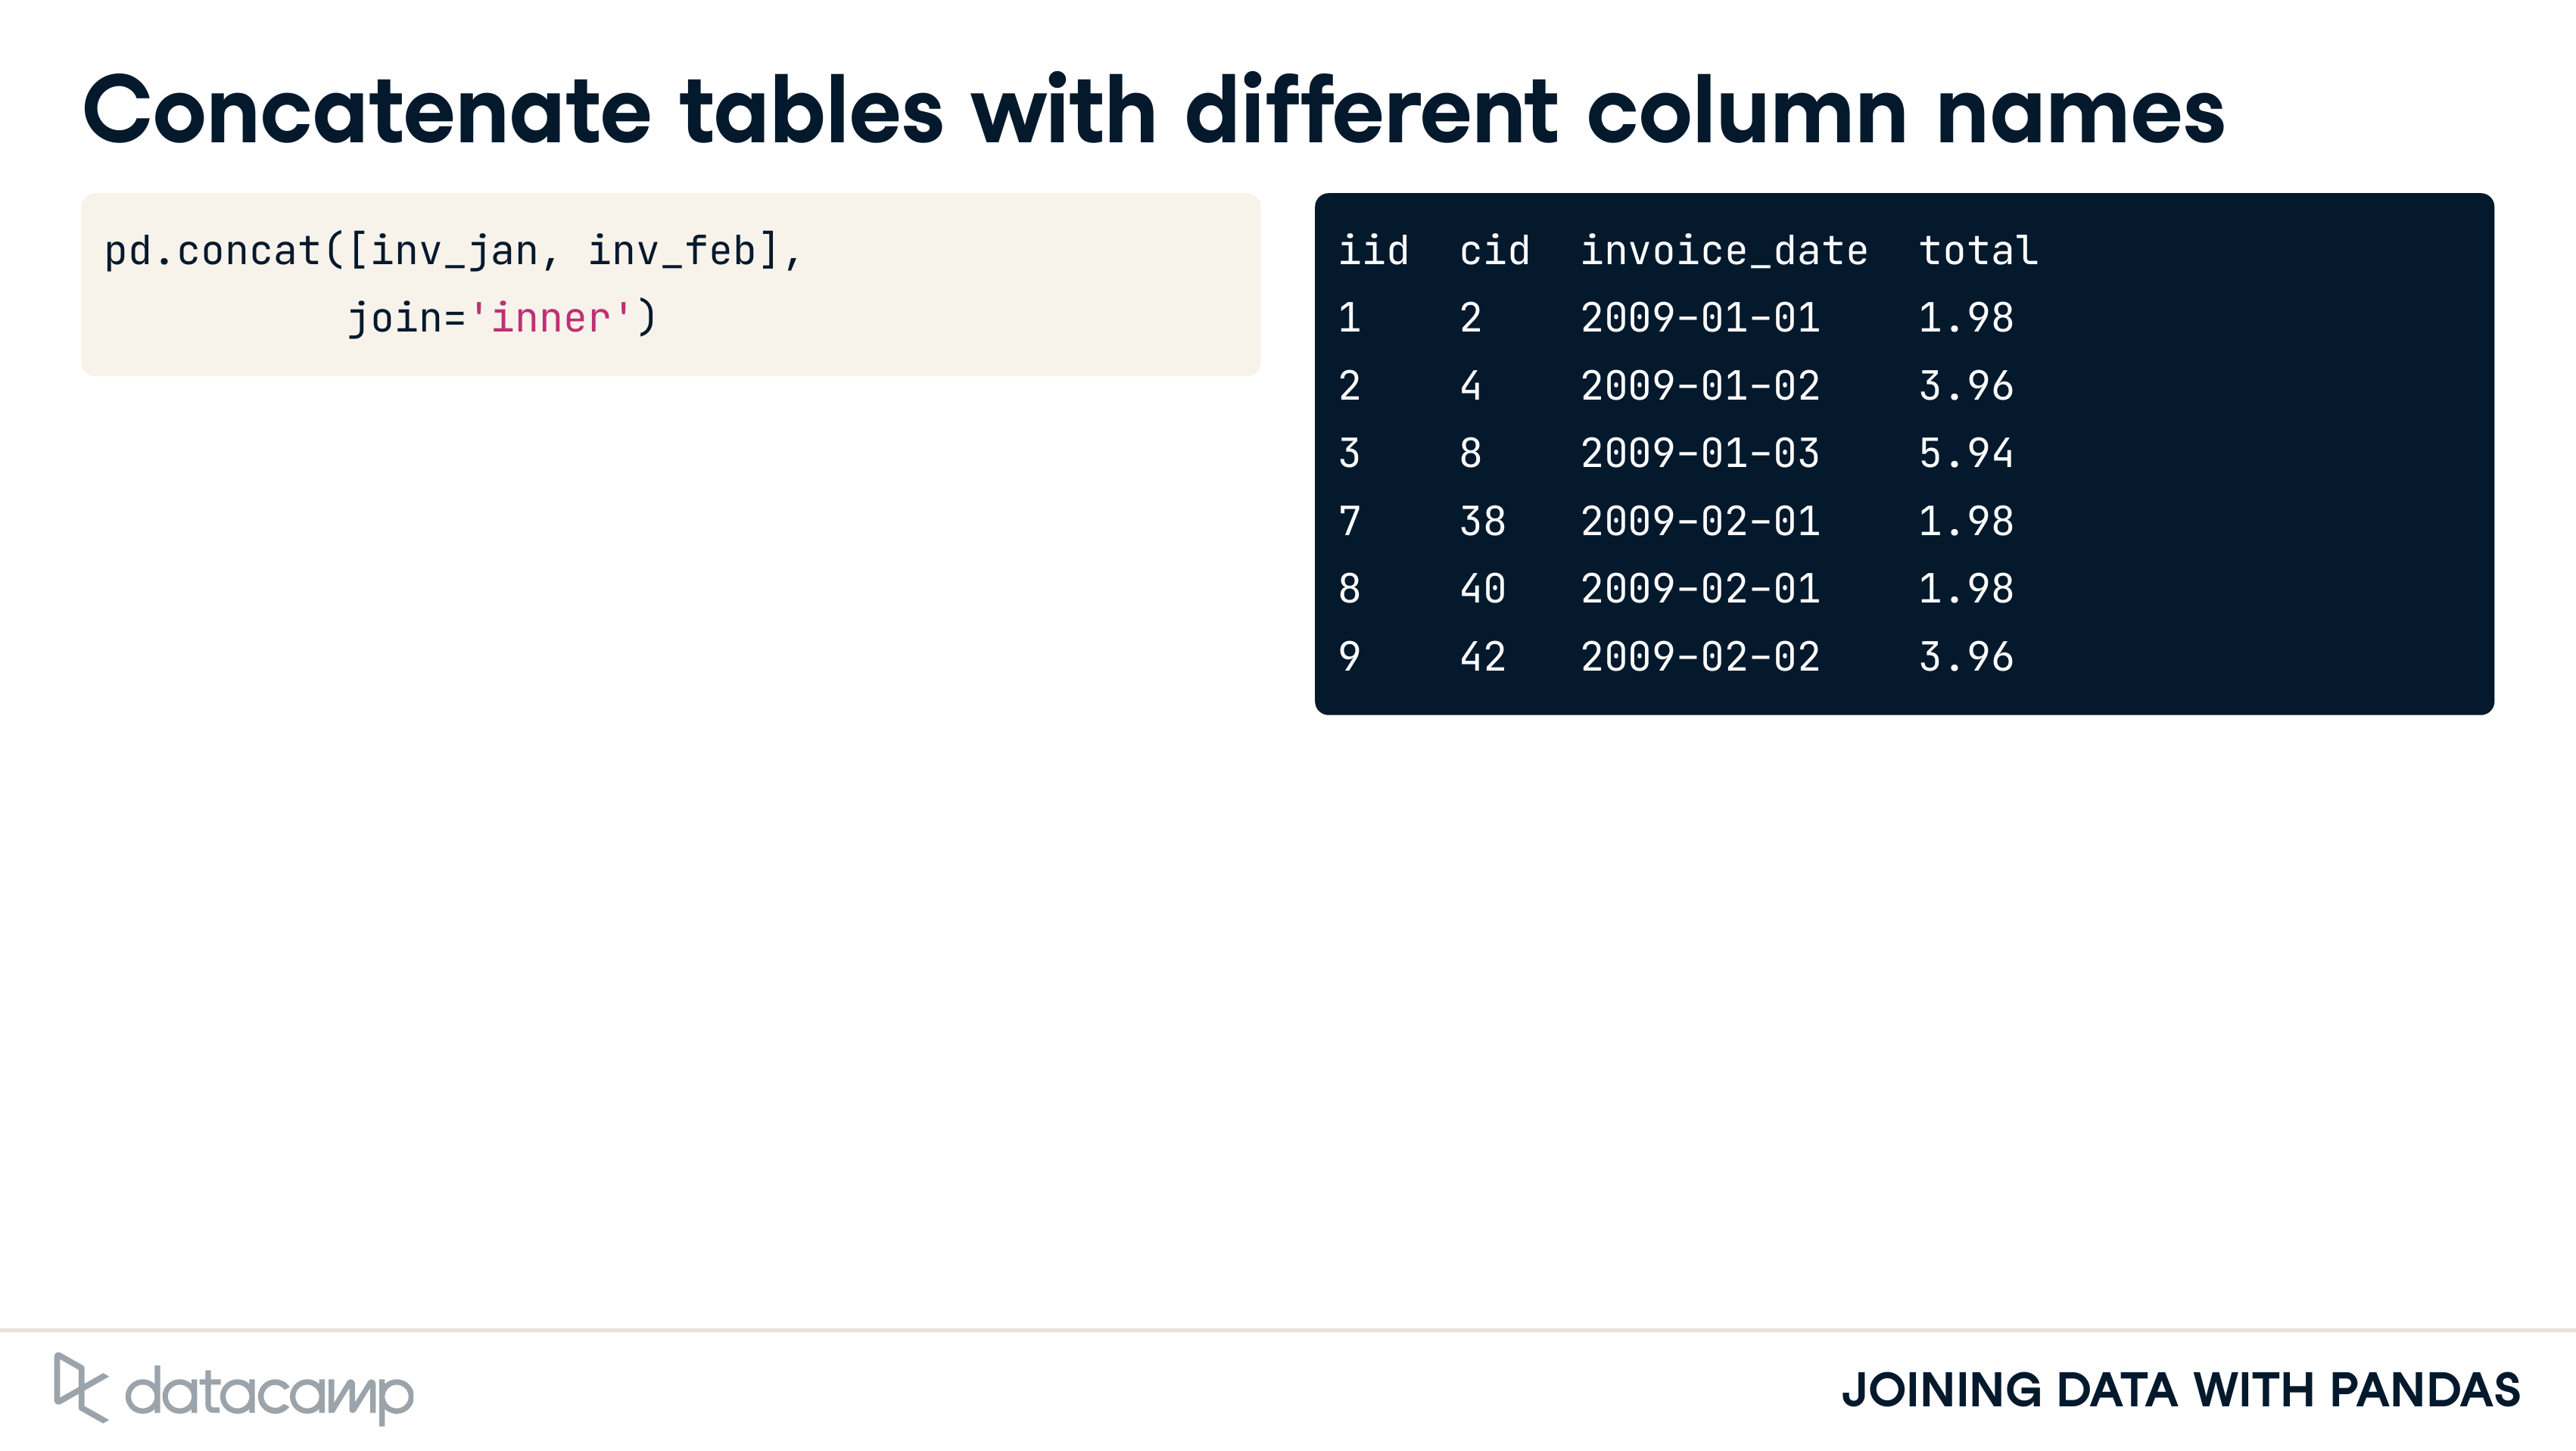 Concatenate tables with different column names
pd.concat([inv_jan, inv_feb],
          join='inner')
iid  cid  invoice_date  total
1    2    2009-01-01    1.98
2    4    2009-01-02    3.96
3    8    2009-01-03    5.94
7    38   2009-02-01    1.98
8    40   2009-02-01    1.98
9    42   2009-02-02    3.96
datacamp
JOINING DATA WITH PANDAS